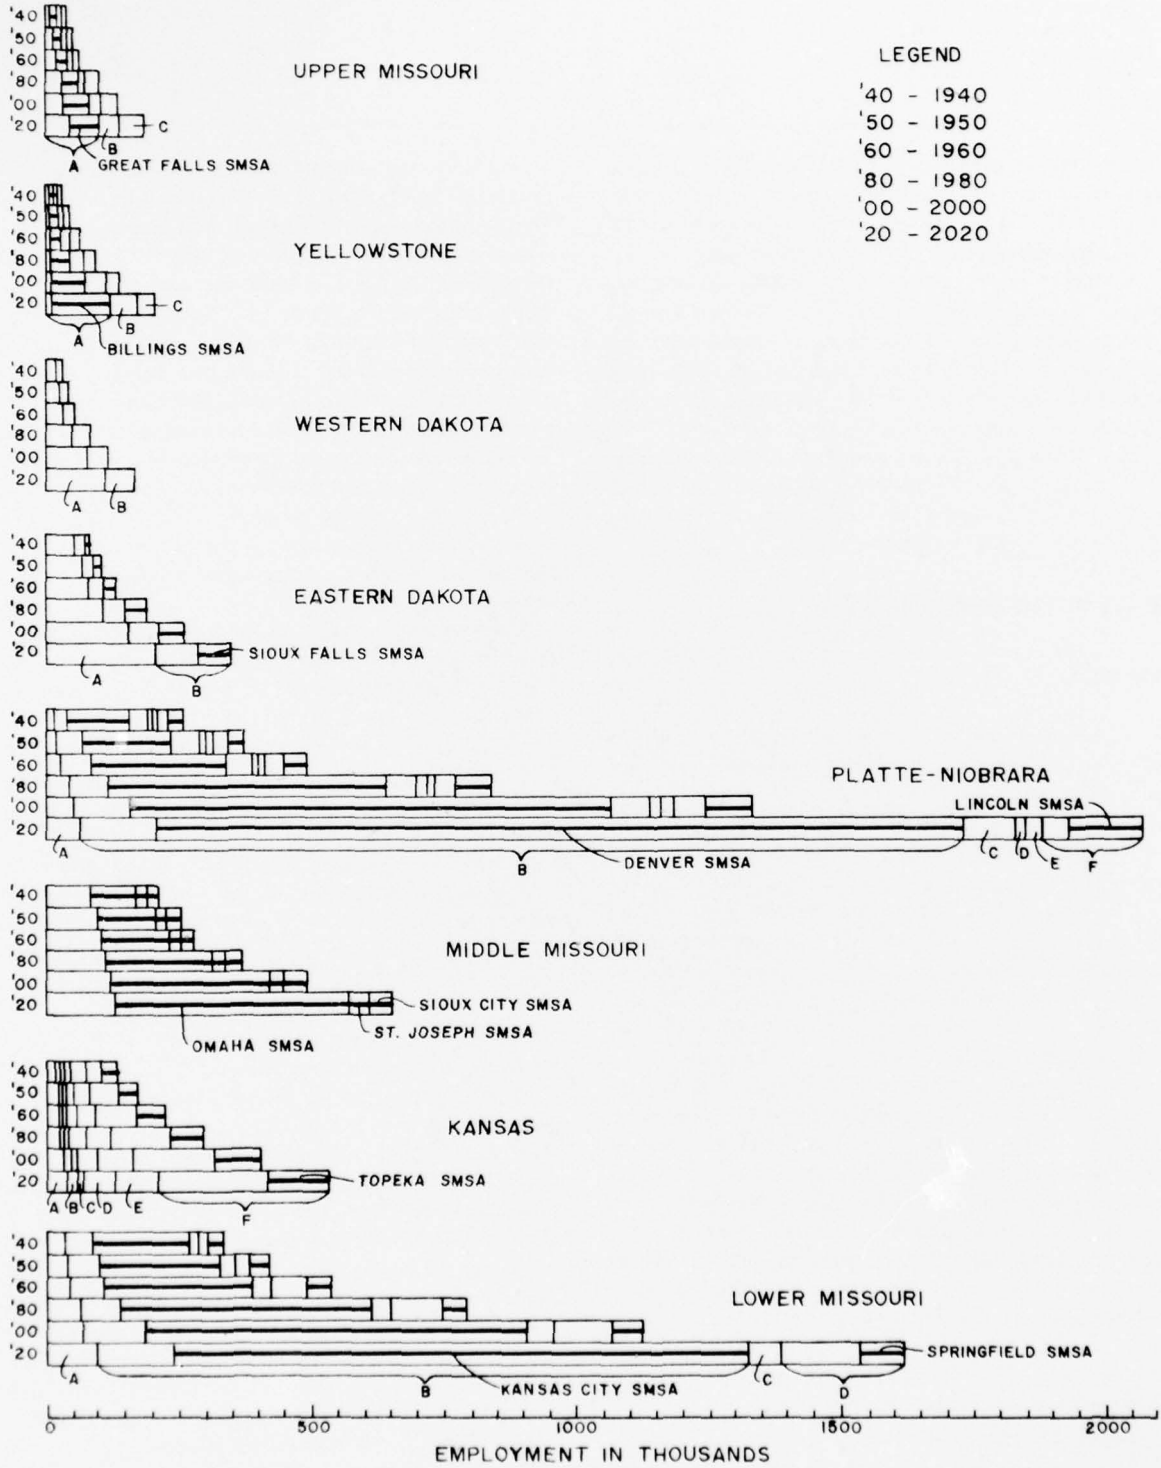 '40
'50
'60
'80
'00
'20
UPPER MISSOURI
A
B
C
GREAT FALLS SMSA
LEGEND
'40 - 1940
'50 - 1950
'60 - 1960
'80 - 1980
'00 - 2000
'20 - 2020
'40
'50
'60
'80
'00
'20
YELLOWSTONE
A
B
C
BILLINGS SMSA
'40
'50
'60
'80
'00
'20
WESTERN DAKOTA
A
B
'40
'50
'60
'80
'00
'20
EASTERN DAKOTA
SIOUX FALLS SMSA
A
B
'40
'50
'60
'80
'00
'20
PLATTE-NIOBRARA
LINCOLN SMSA
A
B
DENVER SMSA
C
D
E
F
'40
'50
'60
'80
'00
'20
MIDDLE MISSOURI
SIOUX CITY SMSA
ST. JOSEPH SMSA
OMAHA SMSA
'40
'50
'60
'80
'00
'20
KANSAS
TOPEKA SMSA
A
B
C
D
E
F
'40
'50
'60
'80
'00
'20
LOWER MISSOURI
SPRINGFIELD SMSA
A
B
KANSAS CITY SMSA
C
D
0 500 1000 1500 2000
EMPLOYMENT IN THOUSANDS